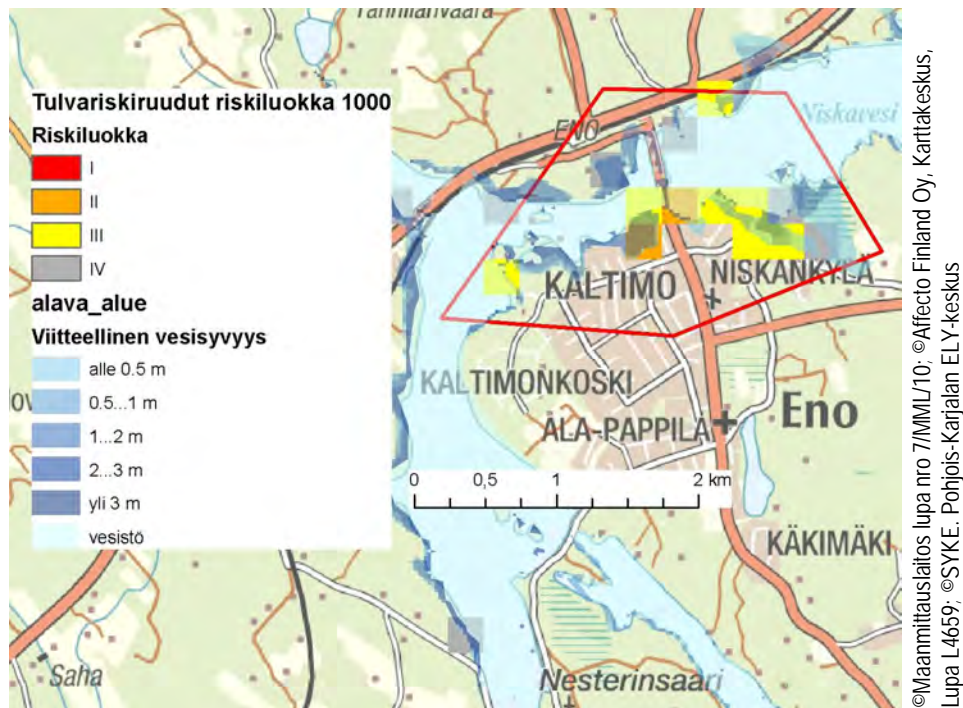 Tannilanvaara
Tulvariskiruudut riskiluokka 1000
Riskiluokka
I
II
III
IV
alava_alue
Viitteellinen vesisyvyys
alle 0.5 m
0.5...1 m
1...2 m
2...3 m
yli 3 m
vesistö
ENO
Niskavesi
KALTIMO
NISKANKYLÄ
KALTIMONKOSKI
ALA-PAPPILA
Eno
0 0,5 1 2 km
KÄKIMÄKI
Saha
Nesterinsaari
©Maanmittauslaitos lupa nro 7/MML/10; ©Affecto Finland Oy, Karttakeskus,
Lupa L4659; ©SYKE, Pohjois-Karjalan ELY-keskus